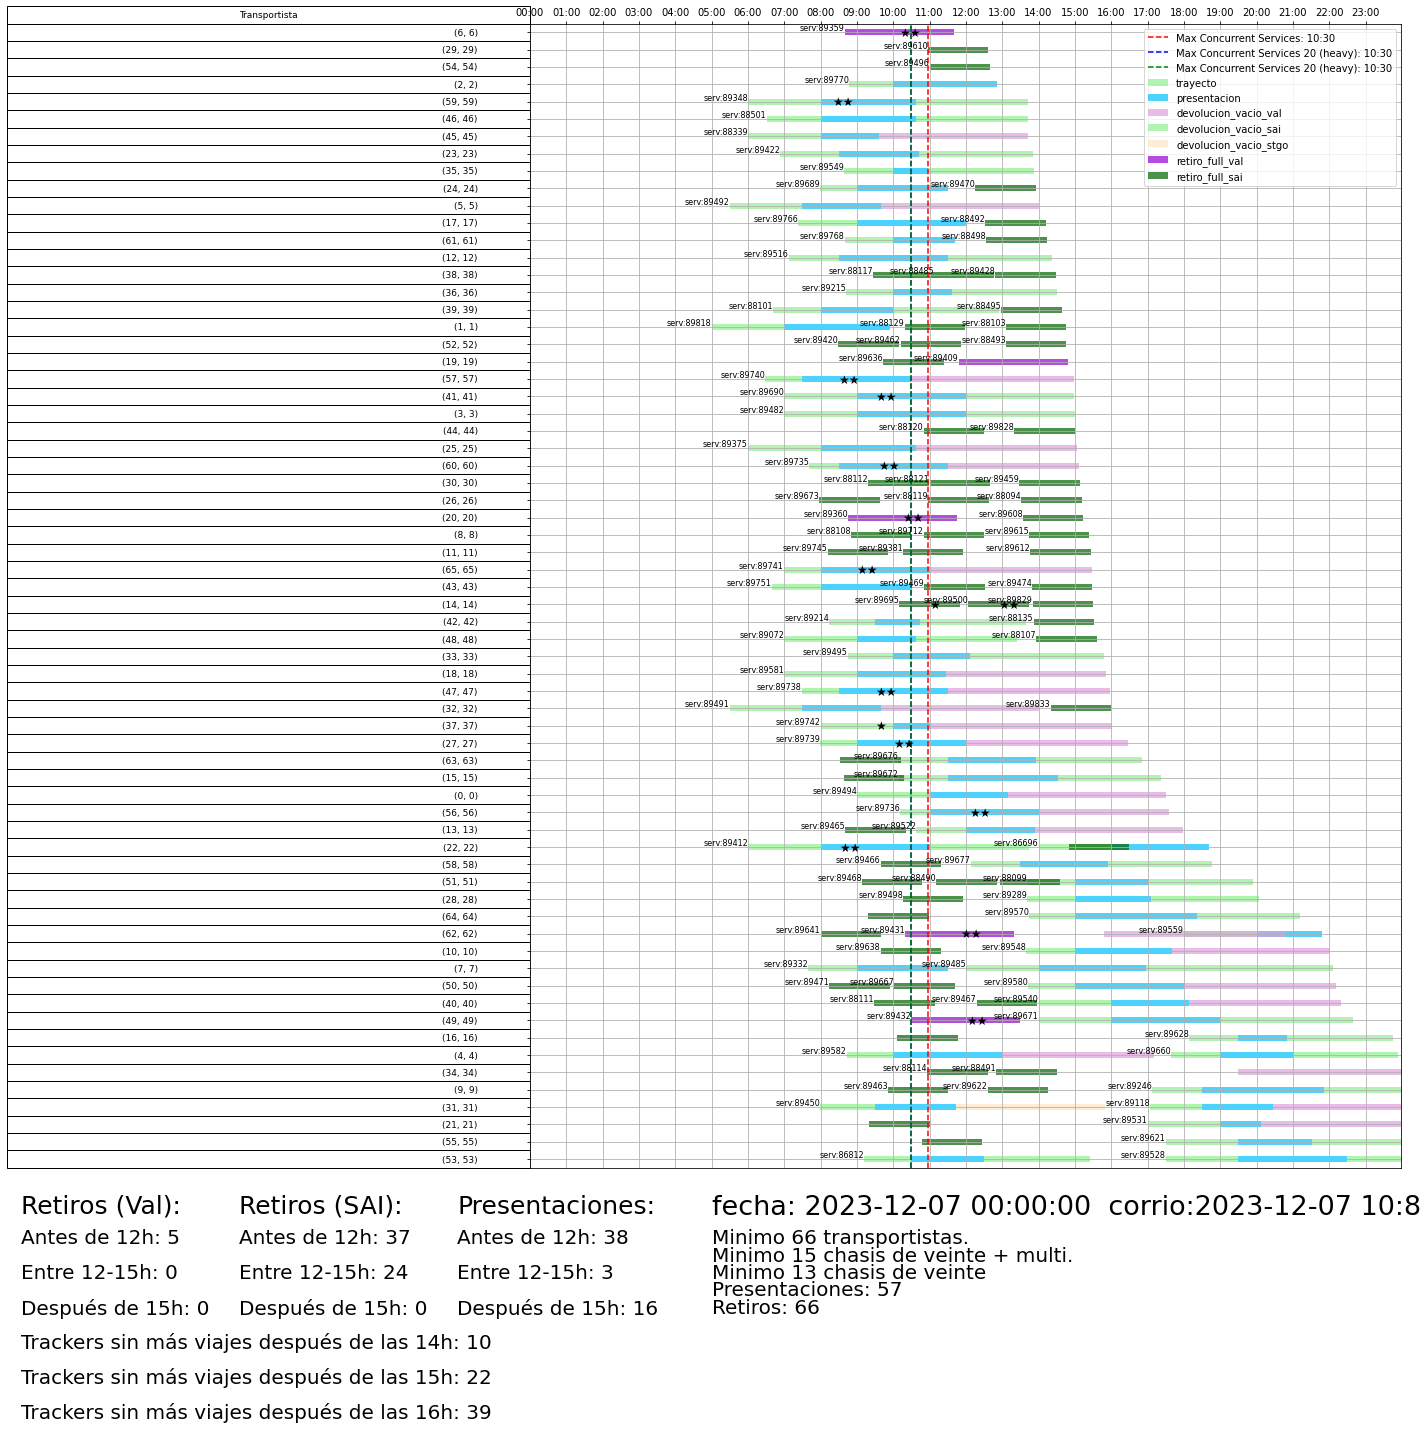 Transportista
00:00 01:00 02:00 03:00 04:00 05:00 06:00 07:00 08:00 09:00 10:00 11:00 12:00 13:00 14:00 15:00 16:00 17:00 18:00 19:00 20:00 21:00 22:00 23:00
Max Concurrent Services: 10:30
Max Concurrent Services 20 (heavy): 10:30
Max Concurrent Services 20 (heavy): 10:30
trayecto
presentacion
devolucion_vacio_val
devolucion_vacio_sai
devolucion_vacio_stgo
retiro_full_val
retiro_full_sai
(6, 6) serv:89359
(29, 29) serv:89610
(54, 54) serv:89496
(2, 2) serv:89770
(59, 59) serv:89348
(46, 46) serv:88501
(45, 45) serv:88339
(23, 23) serv:89422
(35, 35) serv:89549
(24, 24) serv:89689 serv:89470
(5, 5) serv:89492
(17, 17) serv:89766 serv:88492
(61, 61) serv:89768 serv:88498
(12, 12) serv:89516
(38, 38) serv:88117 serv:88485 serv:89428
(36, 36) serv:89215
(39, 39) serv:88101 serv:88495
(1, 1) serv:89818 serv:88129 serv:88103
(52, 52) serv:89420 serv:89462 serv:88493
(19, 19) serv:89636 serv:89409
(57, 57) serv:89740
(41, 41) serv:89690
(3, 3) serv:89482
(44, 44) serv:88320 serv:89828
(25, 25) serv:89375
(60, 60) serv:89735
(30, 30) serv:88112 serv:88121 serv:89459
(26, 26) serv:89673 serv:88119 serv:88094
(20, 20) serv:89360 serv:89608
(8, 8) serv:88108 serv:89712 serv:89615
(11, 11) serv:89745 serv:89381 serv:89612
(65, 65) serv:89741
(43, 43) serv:89751 serv:89469 serv:89474
(14, 14) serv:89695 serv:89500 serv:89829
(42, 42) serv:89214 serv:88135
(48, 48) serv:89072 serv:88107
(33, 33) serv:89495
(18, 18) serv:89581
(47, 47) serv:89738
(32, 32) serv:89491 serv:89833
(37, 37) serv:89742
(27, 27) serv:89739
(63, 63) serv:89676
(15, 15) serv:89672
(0, 0) serv:89494
(56, 56) serv:89736
(13, 13) serv:89465 serv:89522
(22, 22) serv:89412 serv:86696
(58, 58) serv:89466 serv:89677
(51, 51) serv:89468 serv:88490 serv:88099
(28, 28) serv:89498 serv:89289
(64, 64) serv:89570
(62, 62) serv:89641 serv:89431 serv:89559
(10, 10) serv:89638 serv:89548
(7, 7) serv:89332 serv:89485
(50, 50) serv:89471 serv:89667 serv:89580
(40, 40) serv:88111 serv:89467 serv:89540
(49, 49) serv:89432 serv:89671
(16, 16) serv:89628
(4, 4) serv:89582 serv:89660
(34, 34) serv:88114 serv:88491
(9, 9) serv:89463 serv:89622 serv:89246
(31, 31) serv:89450 serv:89118
(21, 21) serv:89531
(55, 55) serv:89621
(53, 53) serv:86812 serv:89528
Retiros (Val):
Antes de 12h: 5
Entre 12-15h: 0
Después de 15h: 0
Retiros (SAI):
Antes de 12h: 37
Entre 12-15h: 24
Después de 15h: 0
Presentaciones:
Antes de 12h: 38
Entre 12-15h: 3
Después de 15h: 16
Trackers sin más viajes después de las 14h: 10
Trackers sin más viajes después de las 15h: 22
Trackers sin más viajes después de las 16h: 39
fecha: 2023-12-07 00:00:00 corrio:2023-12-07 10:8
Minimo 66 transportistas.
Minimo 15 chasis de veinte + multi.
Minimo 13 chasis de veinte
Presentaciones: 57
Retiros: 66